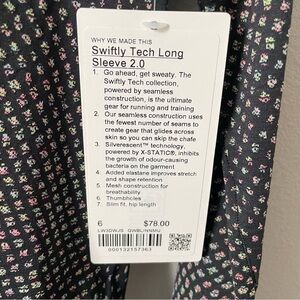 WHY WE MADE THIS
Swiftly Tech Long
Sleeve 2.0
1. Go ahead, get sweaty. The
Swiftly Tech collection,
powered by seamless
construction, is the ultimate
gear for running and training
2. Our seamless construction uses
the fewest number of seams to
create gear that glides across
skin so you can skip the chafe
3. Silverescent™ technology,
powered by X-STATIC®, inhibits
the growth of odour-causing
bacteria on the garment
4. Added elastane improves stretch
and shape retention
5. Mesh construction for
breathability
6. Thumbholes
7. Slim fit, hip length
6 $78.00
LW3DWJS QWBL/NNMU
000132157363